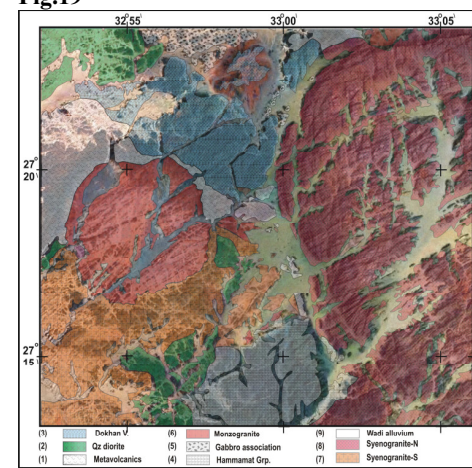 Fig.19
32°55' 33°00' 33°05'
27°
20'
27°
15'
(3) Dokhan V. (6) Monzogranite (9) Wadi alluvium
(2) Qz diorite (5) Gabbro association (8) Syenogranite-N
(1) Metavolcanics (4) Hammamat Grp. (7) Syenogranite-S